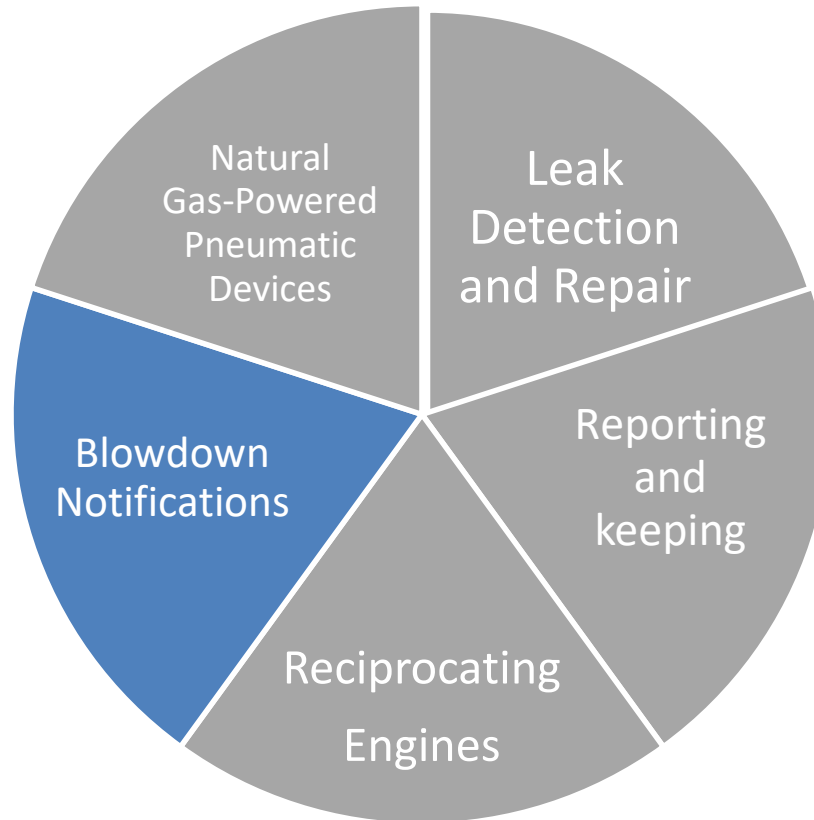 Natural
Gas-Powered
Pneumatic
Devices
Leak
Detection
and Repair
Reporting
and
keeping
Blowdown
Notifications
Reciprocating
Engines